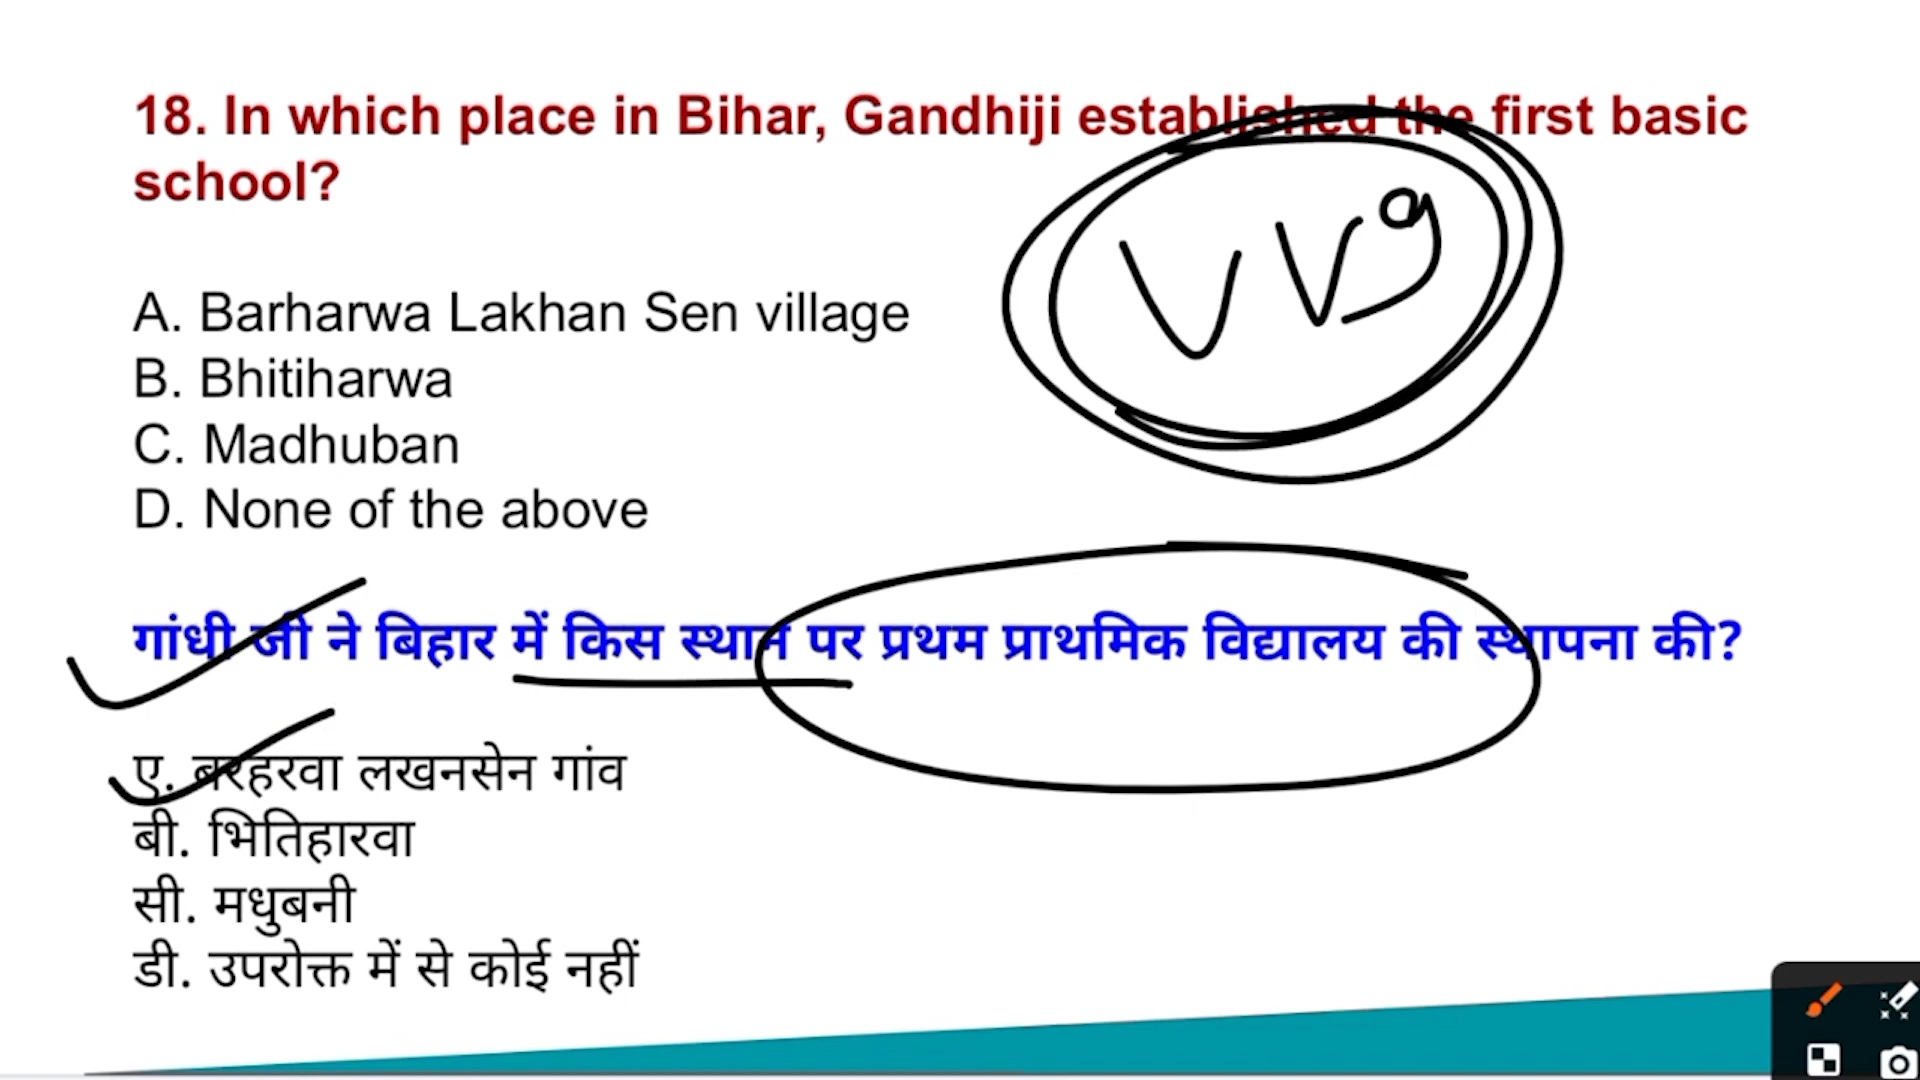 18. In which place in Bihar, Gandhiji established the first basic
school?
A. Barharwa Lakhan Sen village
B. Bhitiharwa
C. Madhuban
D. None of the above
गांधी जी ने बिहार में किस स्थान पर प्रथम प्राथमिक विद्यालय की स्थापना की?
ए. बरहरवा लखनसेन गांव
बी. भितिहारवा
सी. मधुबनी
डी. उपरोक्त में से कोई नहीं